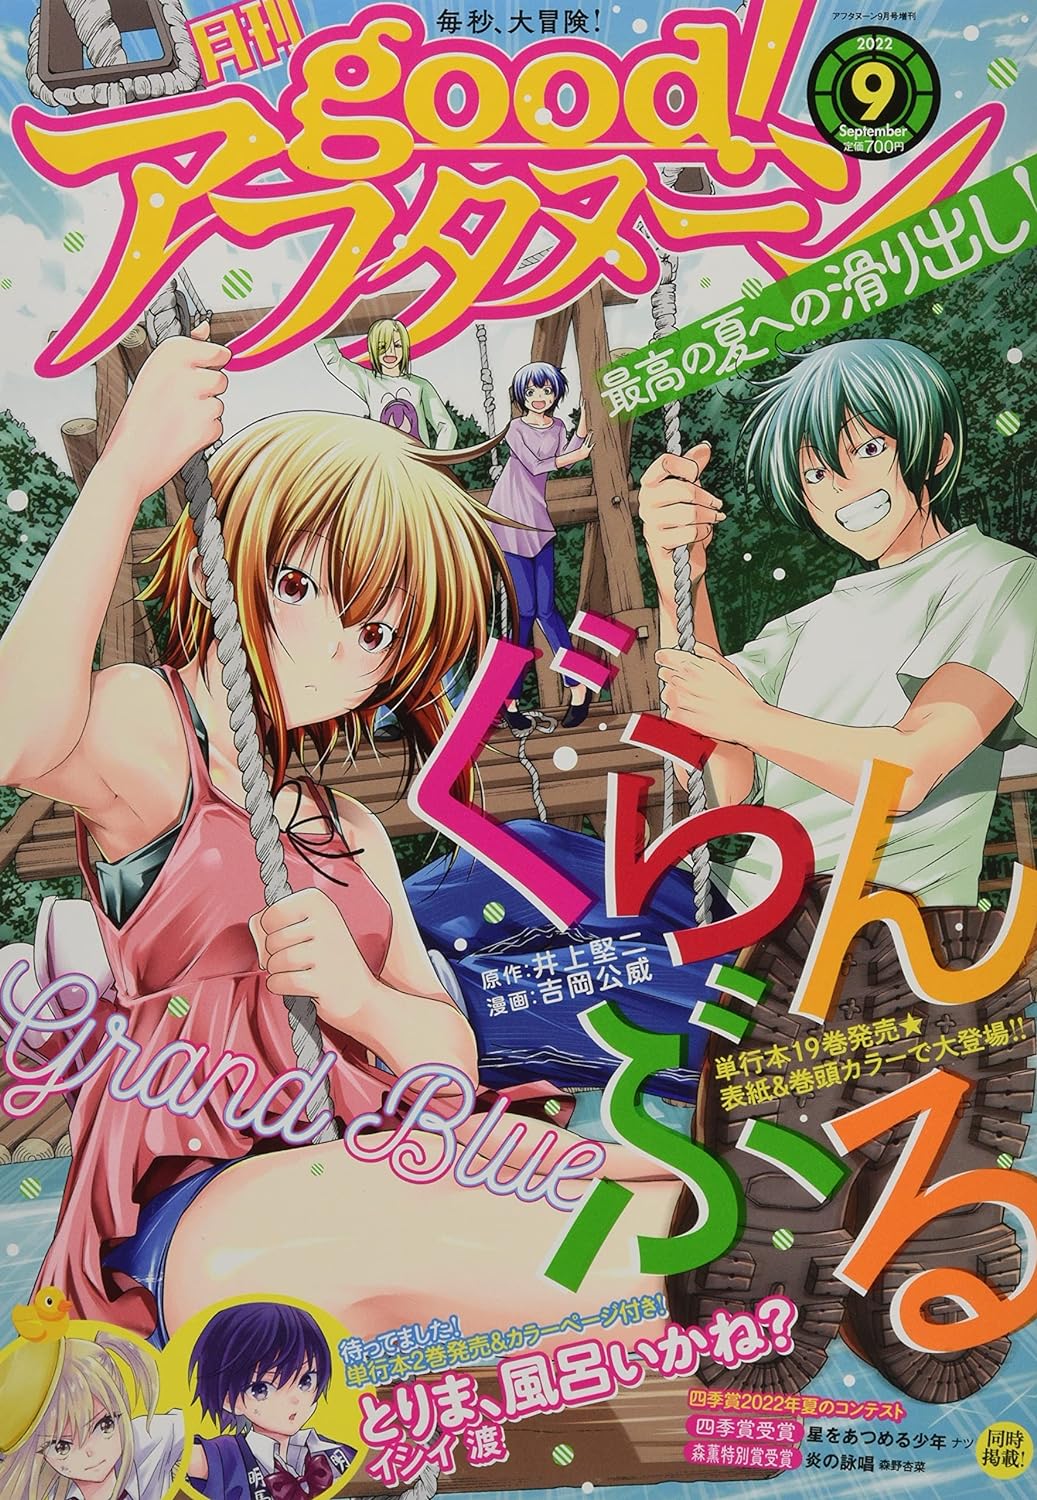 毎秒、大冒険!
アフタヌーン9月号増刊
月刊
good!
アフタヌーン
2022
9
September
定価700円
最高の夏への滑り出し!
ぐらんぶる
原作:井上堅二
漫画:吉岡公威
単行本19巻発売★
表紙&巻頭カラーで大登場!!
Grand Blue
待ってました!
単行本2巻発売&カラーページ付き!
とりま、風呂いかね?
イシイ 渡
四季賞2022年夏のコンテスト
四季賞受賞 星をあつめる少年 ナツ
森薫特別賞受賞 炎の詠唱 森野杏菜
同時
掲載!